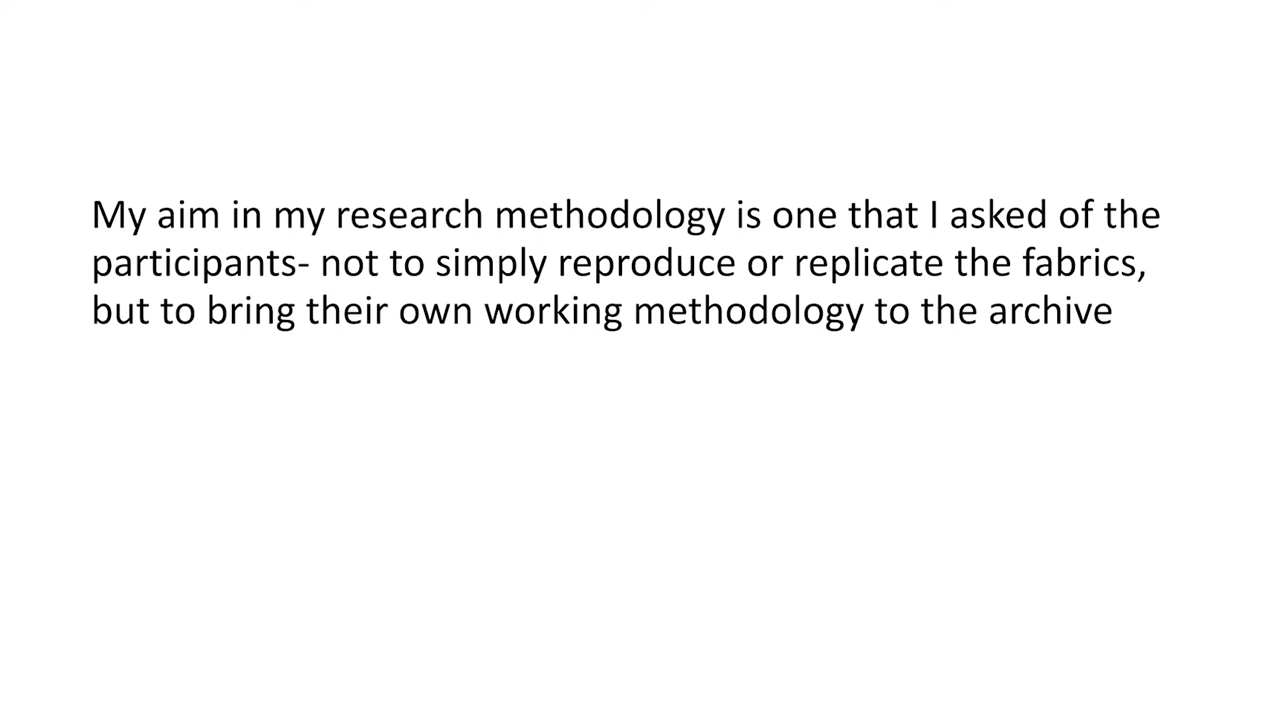 My aim in my research methodology is one that I asked of the
participants- not to simply reproduce or replicate the fabrics,
but to bring their own working methodology to the archive